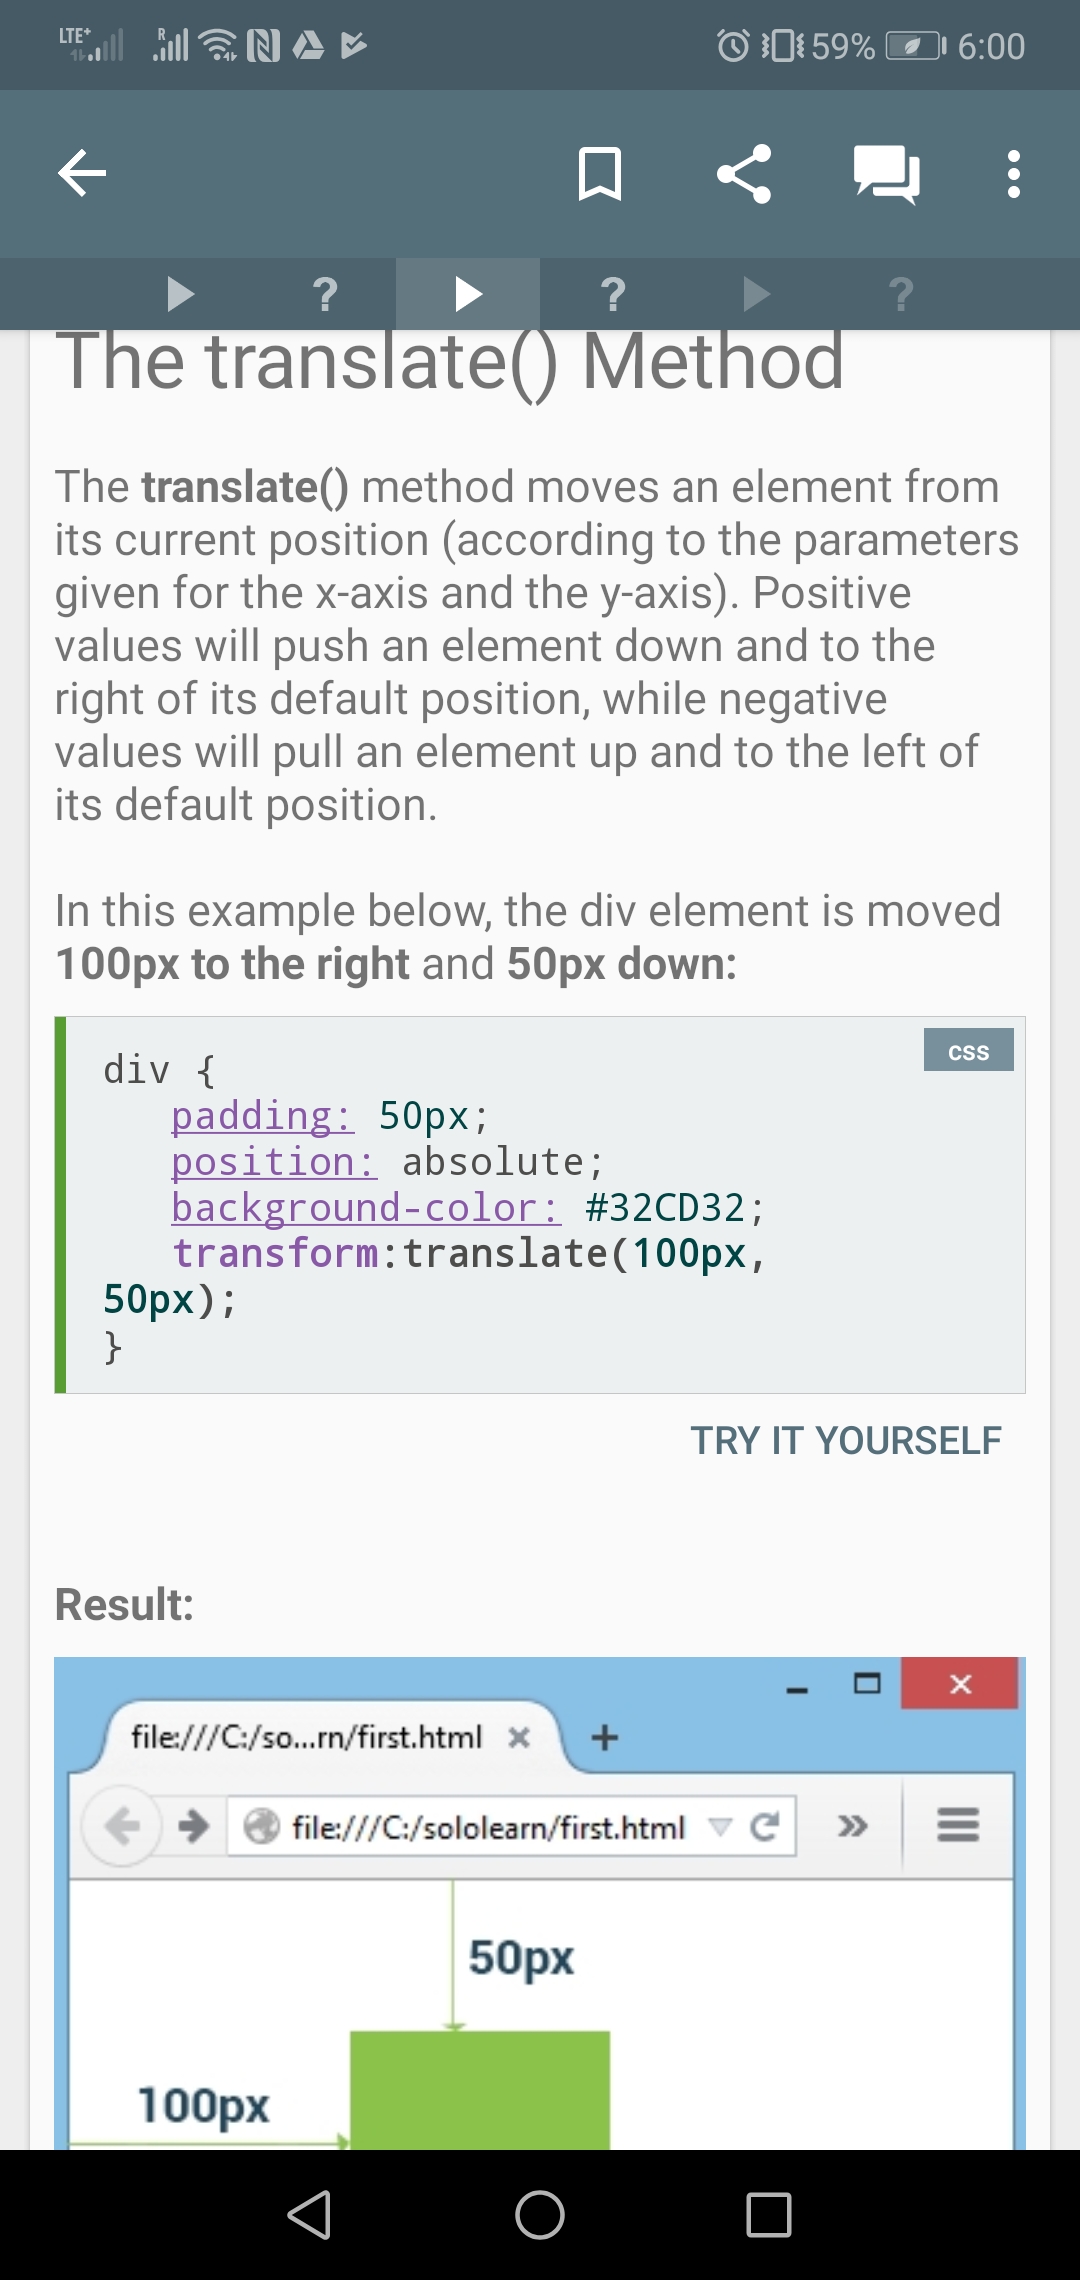 LTE+ R 59% 6:00
? ? ?
The translate() Method
The translate() method moves an element from
its current position (according to the parameters
given for the x-axis and the y-axis). Positive
values will push an element down and to the
right of its default position, while negative
values will pull an element up and to the left of
its default position.
In this example below, the div element is moved
100px to the right and 50px down:
css
div {
padding: 50px;
position: absolute;
background-color: #32CD32;
transform:translate(100px,
50px);
}
TRY IT YOURSELF
Result:
file:///C:/so...rn/first.html
file:///C:/sololearn/first.html
50px
100px